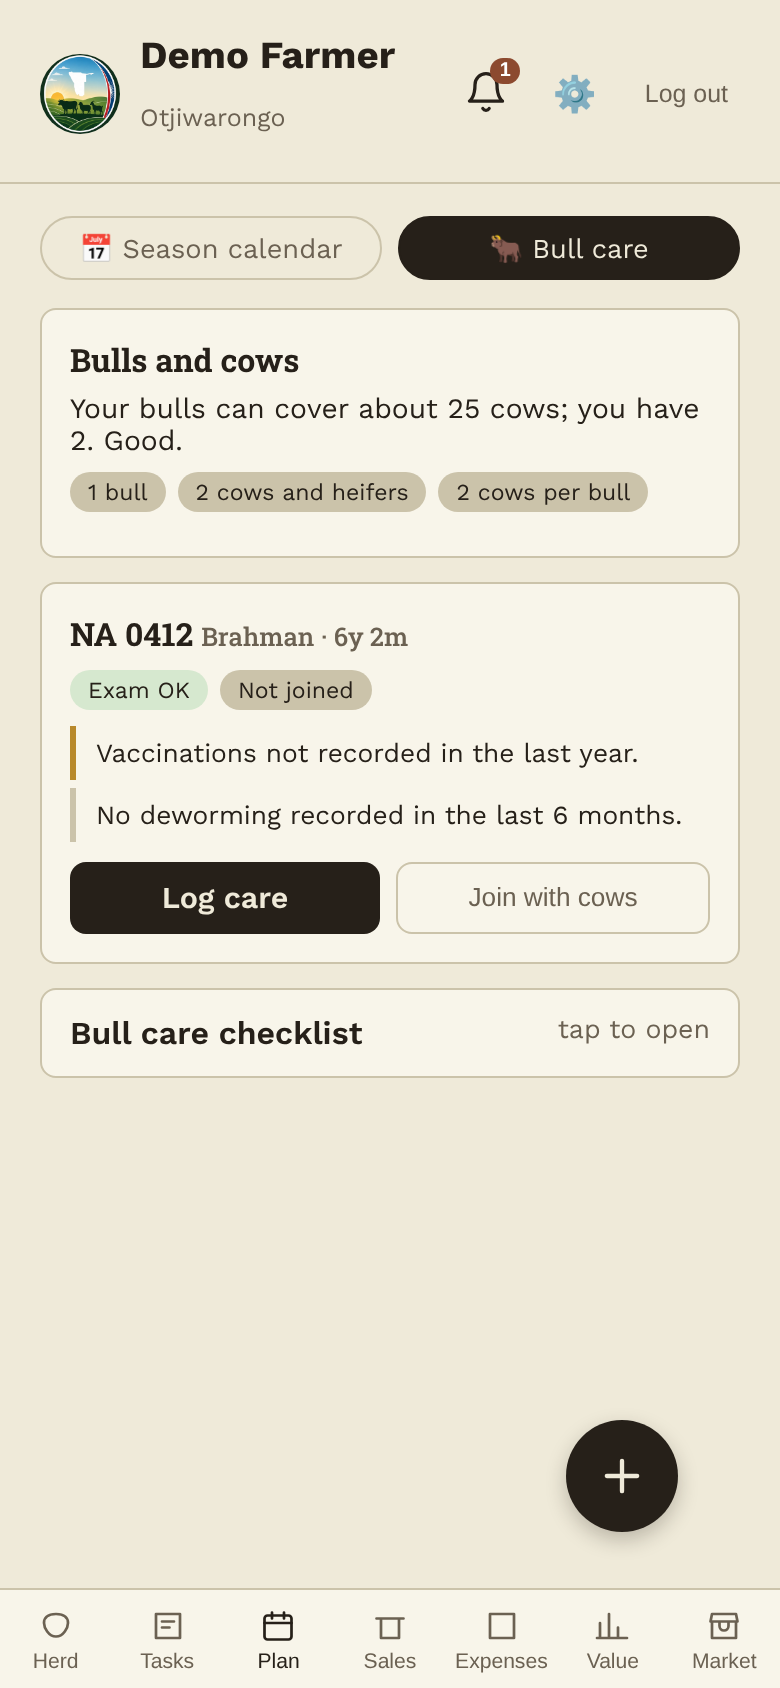 Demo Farmer
Otjiwarongo
1
Log out
July
17
Season calendar
Bull care
Bulls and cows
Your bulls can cover about 25 cows; you have
2. Good.
1 bull
2 cows and heifers
2 cows per bull
NA 0412 Brahman · 6y 2m
Exam OK
Not joined
Vaccinations not recorded in the last year.
No deworming recorded in the last 6 months.
Log care
Join with cows
Bull care checklist
tap to open
Herd
Tasks
Plan
Sales
Expenses
Value
Market